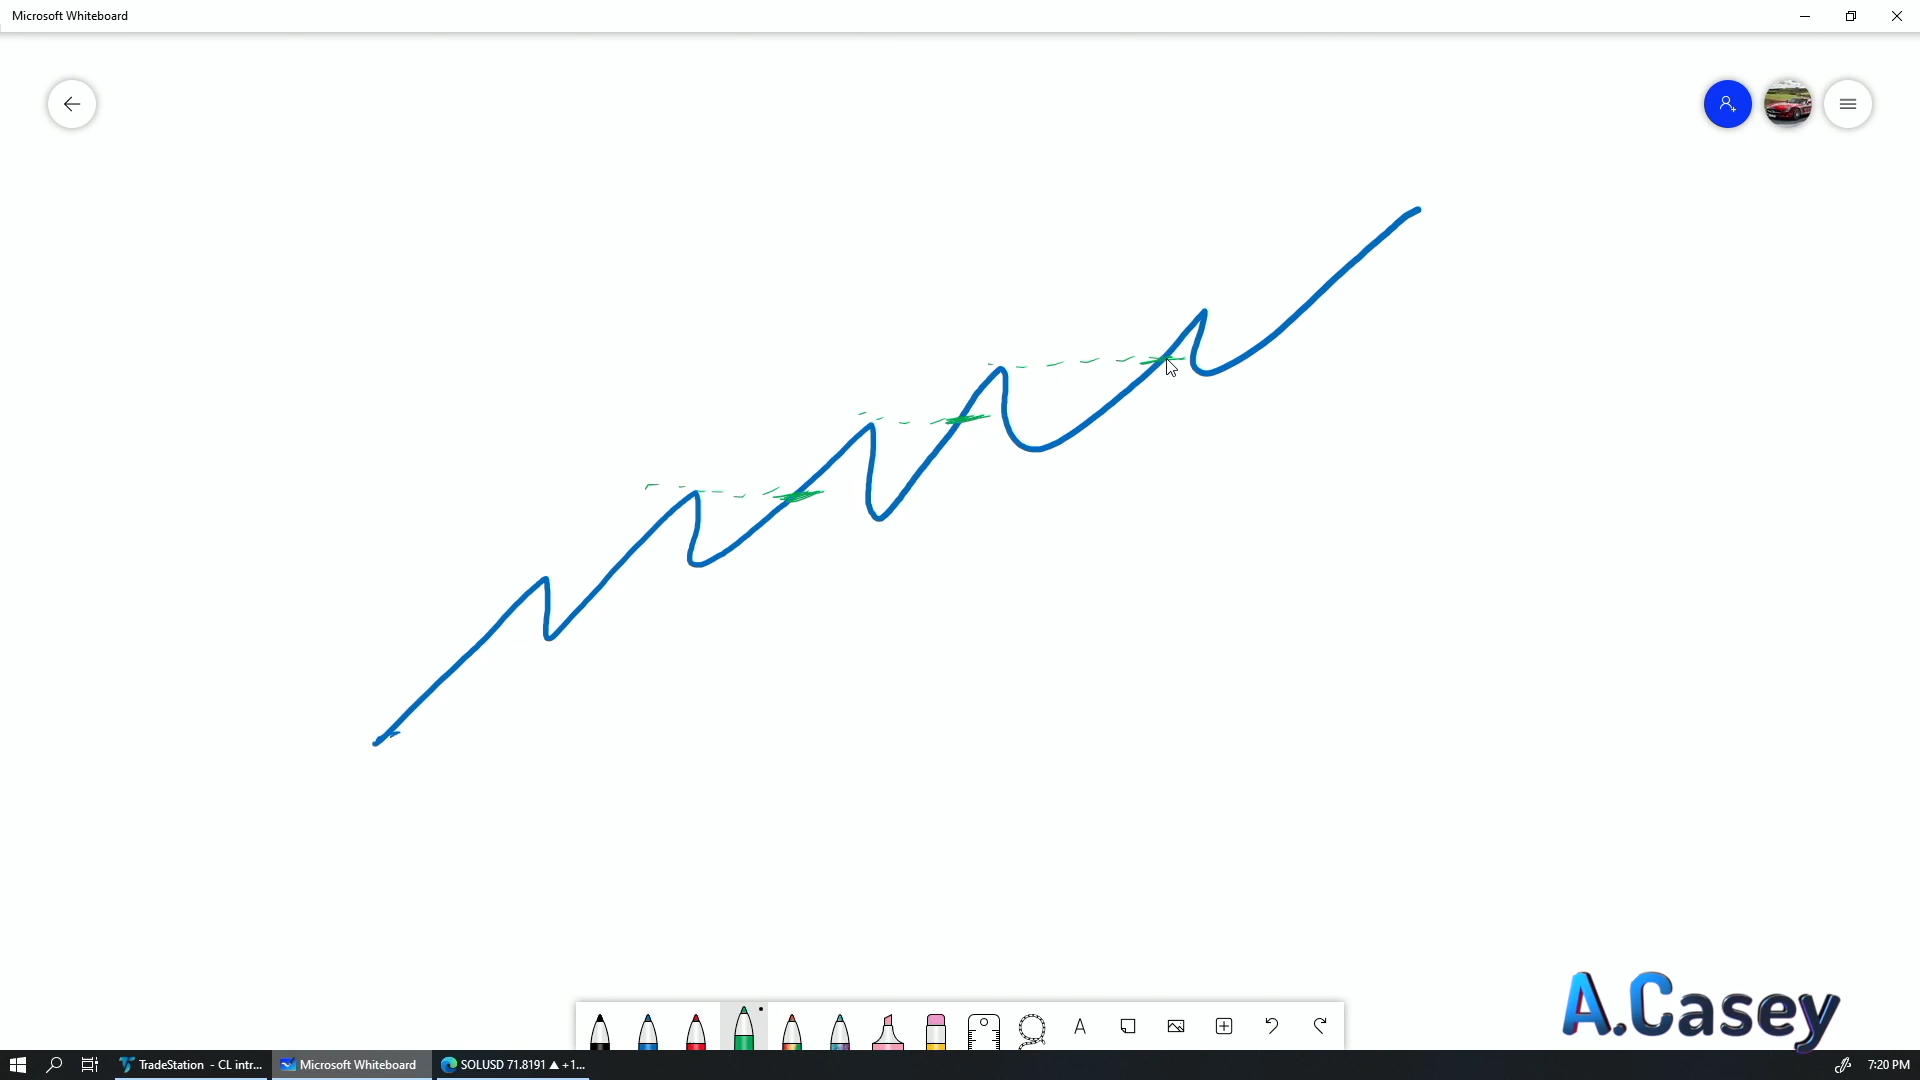 Microsoft Whiteboard
A
A.Casey
TradeStation - CL intr...
Microsoft Whiteboard
SOLUSD 71.8191 ▲ +1...
7:20 PM